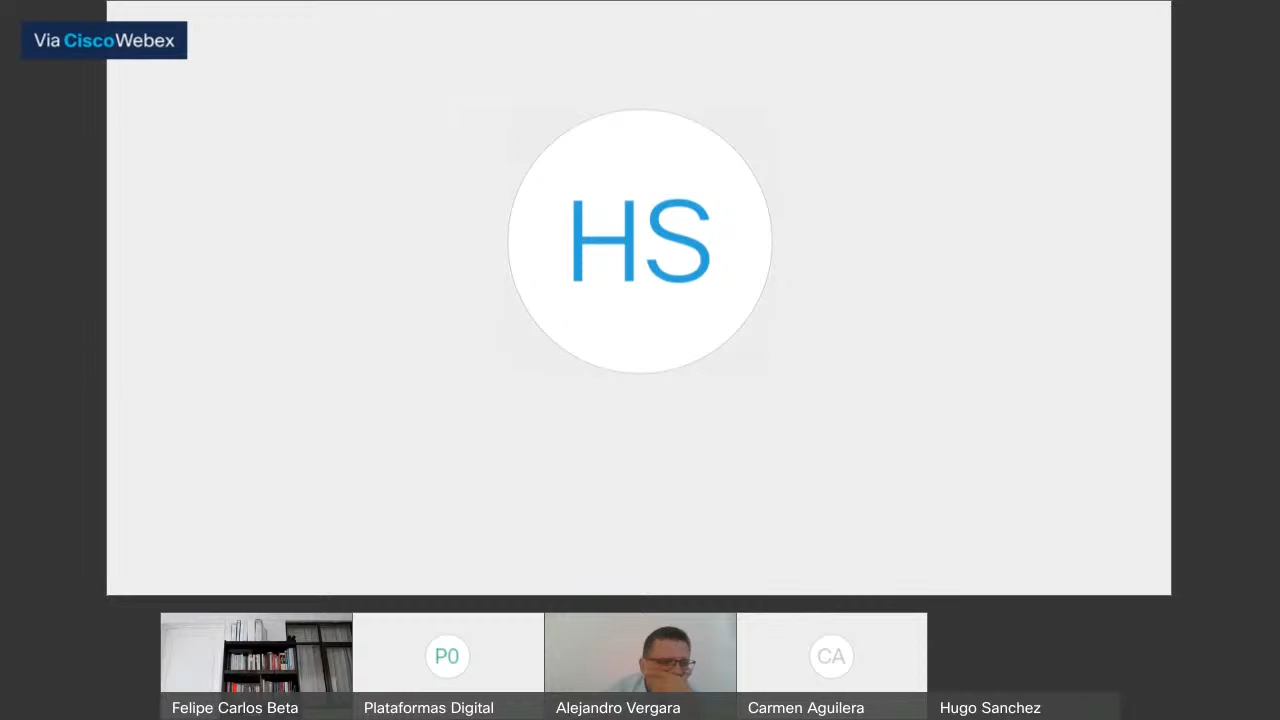 Via CiscoWebex
HS
P0
CA
Felipe Carlos Beta
Plataformas Digital
Alejandro Vergara
Carmen Aguilera
Hugo Sanchez